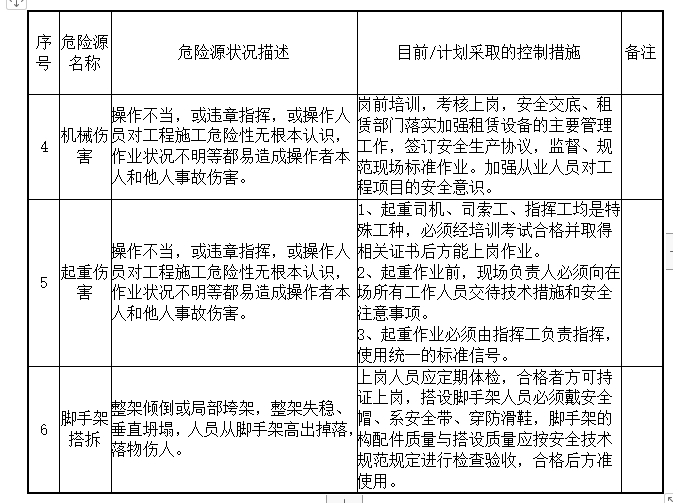 序号
危险源名称
危险源状况描述
目前/计划采取的控制措施
备注
4
机械伤害
操作不当，或违章指挥，或操作人
员对工程施工危险性无根本认识，
作业状况不明等都易造成操作者本
人和他人事故伤害。
岗前培训，考核上岗，安全交底、租
赁部门落实加强租赁设备的主要管理
工作，签订安全生产协议，监督、规
范现场标准作业。加强从业人员对工
程项目的安全意识。
5
起重伤害
操作不当，或违章指挥，或操作人
员对工程施工危险性无根本认识，
作业状况不明等都易造成操作者本
人和他人事故伤害。
1、起重司机、司索工、指挥工均是特
殊工种，必须经培训考试合格并取得
相关证书后方能上岗作业。
2、起重作业前，现场负责人必须向在
场所有工作人员交待技术措施和安全
注意事项。
3、起重作业必须由指挥工负责指挥，
使用统一的标准信号。
6
脚手架搭拆
整架倾倒或局部垮架，整架失稳、
垂直坍塌，人员从脚手架高出掉落，
落物伤人。
上岗人员应定期体检，合格者方可持
证上岗，搭设脚手架人员必须戴安全
帽、系安全带、穿防滑鞋，脚手架的
构配件质量与搭设质量应按安全技术
规范规定进行检查验收，合格后方准
使用。